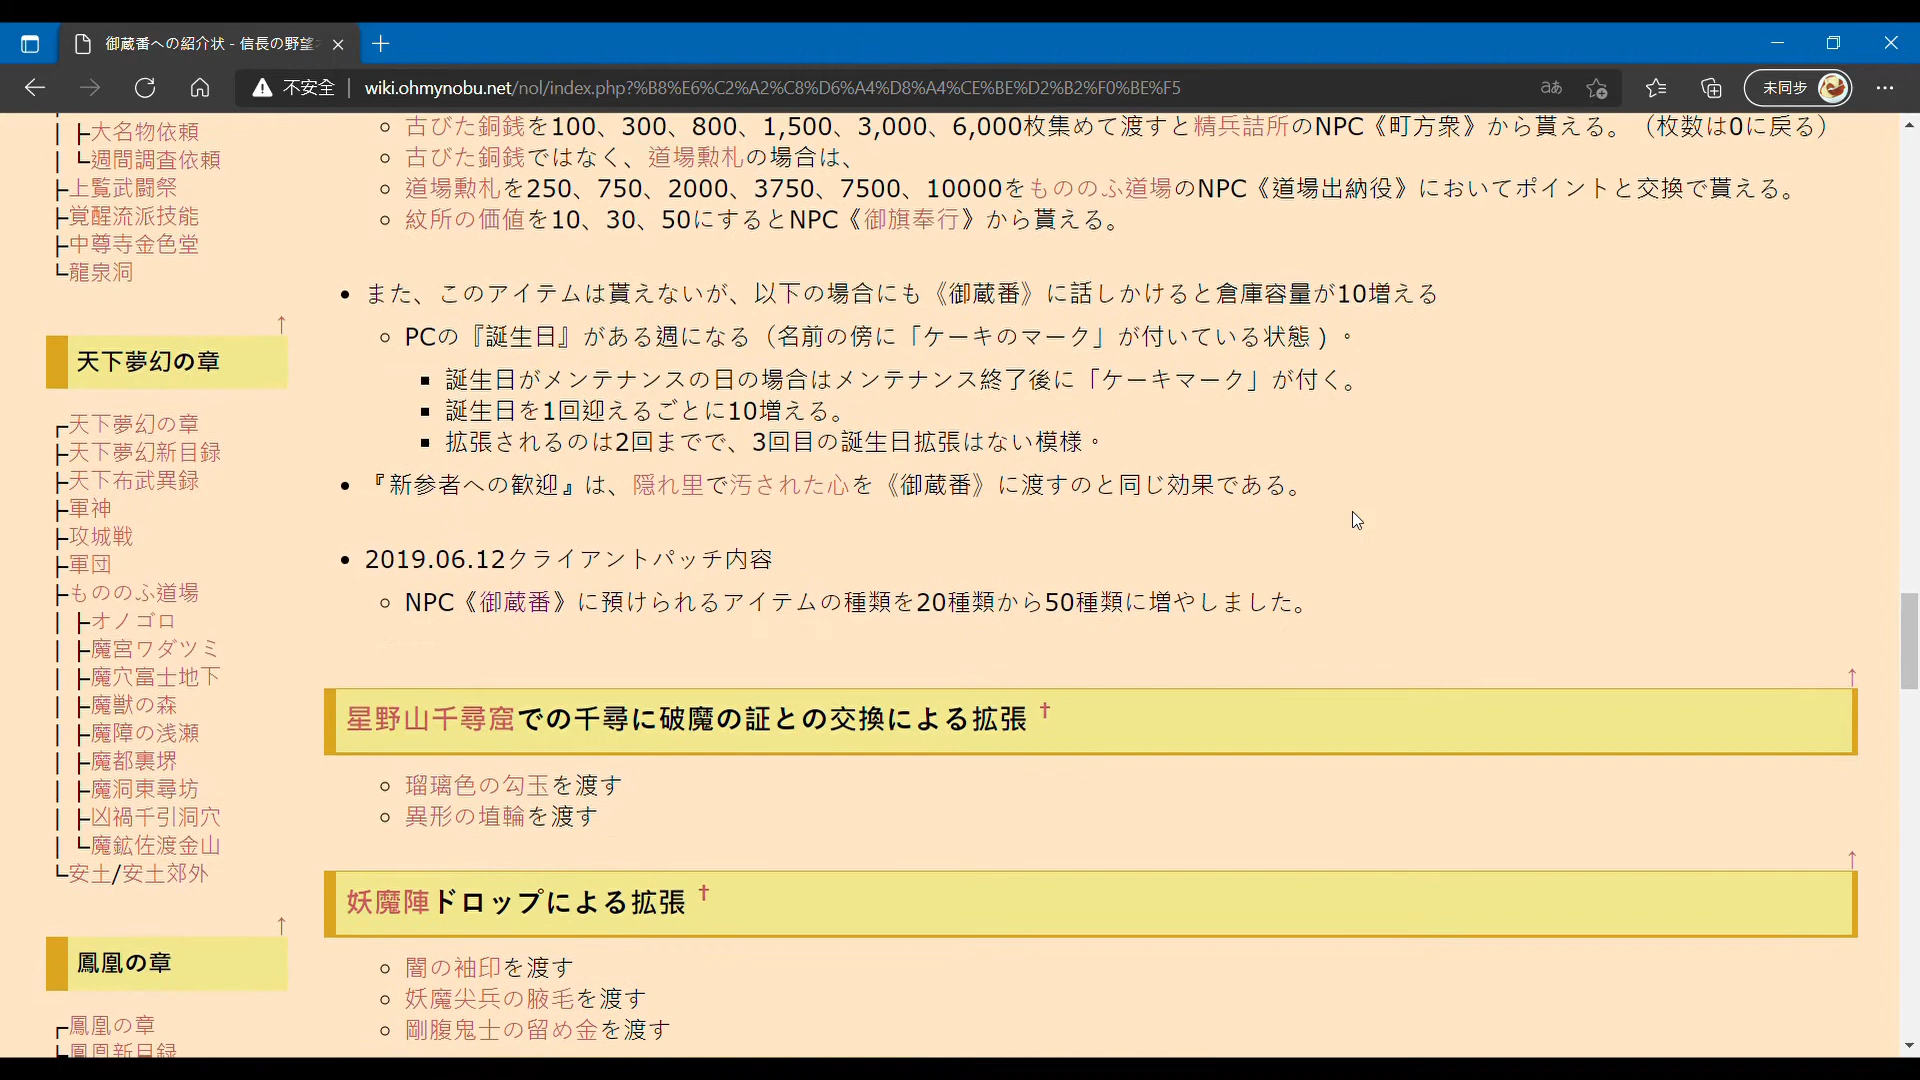 御蔵番への紹介状 - 信長の野望
不安全
wiki.ohmynobu.net/nol/index.php?%B8%E6%C2%A2%C8%D6%A4%D8%A4%CE%BE%D2%B2%F0%BE%F5
未同步
├大名物依頼
└週間調査依頼
├上覧武闘祭
├覚醒流派技能
├中尊寺金色堂
└龍泉洞
↑
天下夢幻の章
┌天下夢幻の章
├天下夢幻新目録
├天下布武異録
├軍神
├攻城戦
├軍団
├もののふ道場
│├オノゴロ
│├魔宮ワダツミ
│├魔穴富士地下
│├魔獣の森
│├魔障の浅瀬
│├魔都裏堺
│├魔洞東尋坊
│├凶禍千引洞穴
│└魔鉱佐渡金山
└安土/安土郊外
↑
鳳凰の章
┌鳳凰の章
├鳳凰新目録
古びた銅銭を100、300、800、1,500、3,000、6,000枚集めて渡すと精兵詰所のNPC《町方衆》から貰える。（枚数は0に戻る）
古びた銅銭ではなく、道場勲札の場合は、
道場勲札を250、750、2000、3750、7500、10000をもののふ道場のNPC《道場出納役》においてポイントと交換で貰える。
紋所の価値を10、30、50にするとNPC《御旗奉行》から貰える。
また、このアイテムは貰えないが、以下の場合にも《御蔵番》に話しかけると倉庫容量が10増える
PCの『誕生日』がある週になる（名前の傍に「ケーキのマーク」が付いている状態）。
誕生日がメンテナンスの日の場合はメンテナンス終了後に「ケーキマーク」が付く。
誕生日を1回迎えるごとに10増える。
拡張されるのは2回までで、3回目の誕生日拡張はない模様。
『新参者への歓迎』は、隠れ里で汚された心を《御蔵番》に渡すのと同じ効果である。
2019.06.12クライアントパッチ内容
NPC《御蔵番》に預けられるアイテムの種類を20種類から50種類に増やしました。
↑
星野山千尋窟での千尋に破魔の証との交換による拡張 †
瑠璃色の勾玉を渡す
異形の埴輪を渡す
↑
妖魔陣ドロップによる拡張 †
闇の袖印を渡す
妖魔尖兵の腋毛を渡す
剛腹鬼士の留め金を渡す